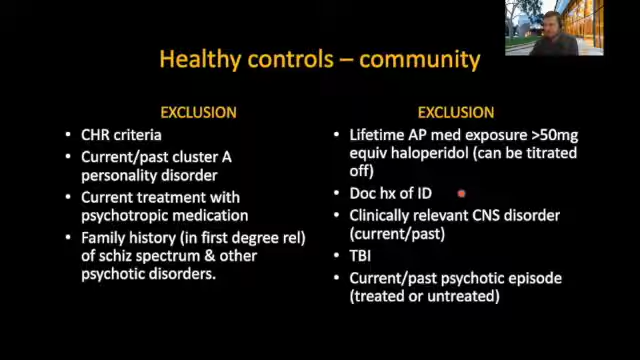 Healthy controls – community
EXCLUSION
• CHR criteria
• Current/past cluster A
personality disorder
• Current treatment with
psychotropic medication
• Family history (in first degree rel)
of schiz spectrum & other
psychotic disorders.
EXCLUSION
• Lifetime AP med exposure >50mg
equiv haloperidol (can be titrated
off)
• Doc hx of ID
• Clinically relevant CNS disorder
(current/past)
• TBI
• Current/past psychotic episode
(treated or untreated)